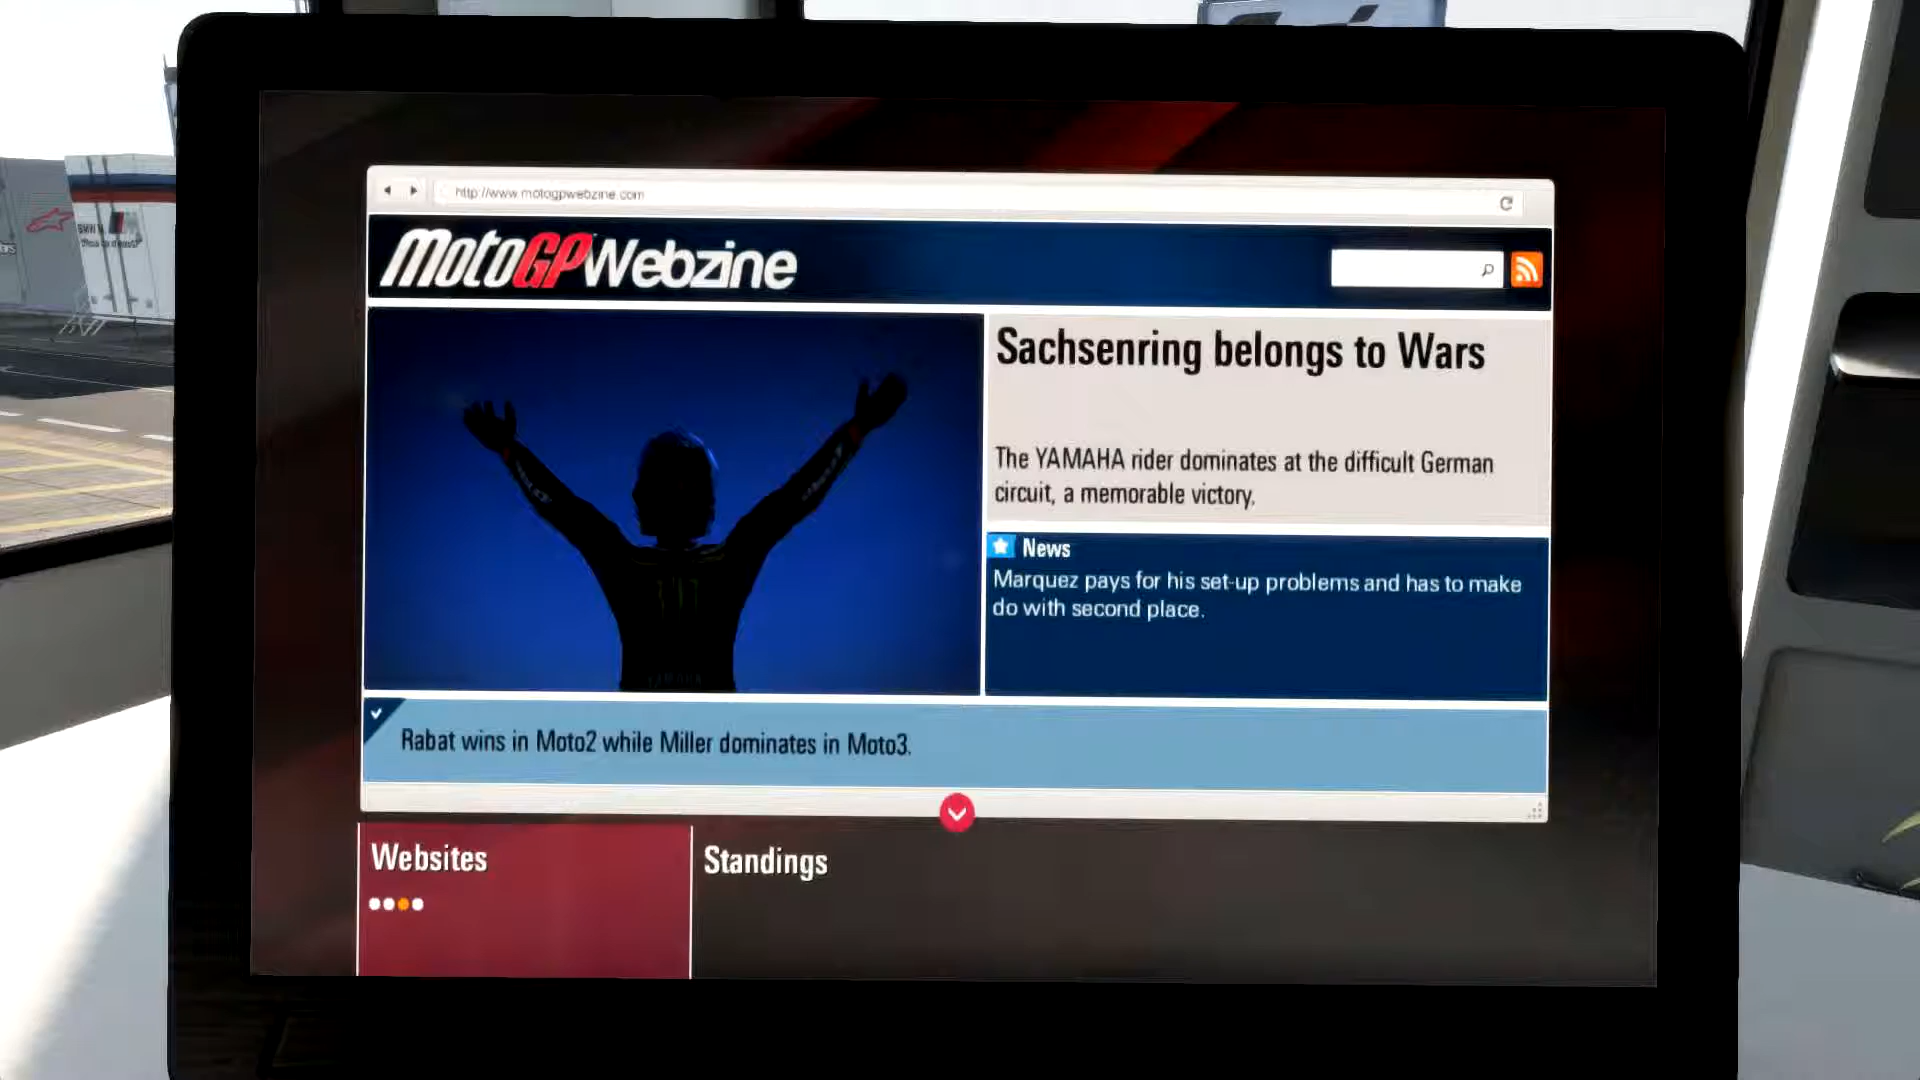 http://www.motogpwebzine.com
MotoGPWebzine
Sachsenring belongs to Wars
The YAMAHA rider dominates at the difficult German
circuit, a memorable victory.
News
Marquez pays for his set-up problems and has to make
do with second place.
Rabat wins in Moto2 while Miller dominates in Moto3.
Websites
Standings